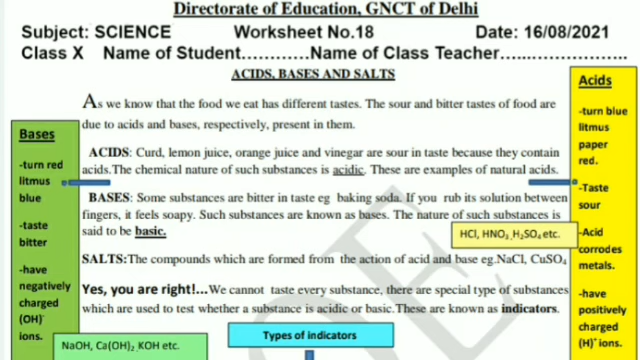 Directorate of Education, GNCT of Delhi
Subject: SCIENCE Worksheet No.18 Date: 16/08/2021
Class X Name of Student............Name of Class Teacher.....................
ACIDS, BASES AND SALTS
As we know that the food we eat has different tastes. The sour and bitter tastes of food are
due to acids and bases, respectively, present in them.
ACIDS: Curd, lemon juice, orange juice and vinegar are sour in taste because they contain
acids.The chemical nature of such substances is acidic. These are examples of natural acids.
BASES: Some substances are bitter in taste eg baking soda. If you rub its solution between
fingers, it feels soapy. Such substances are known as bases. The nature of such substances is
said to be basic.
HCl, HNO3, H2SO4 etc.
SALTS:The compounds which are formed from the action of acid and base eg.NaCl, CuSO4
Yes, you are right!...We cannot taste every substance, there are special type of substances
which are used to test whether a substance is acidic or basic.These are known as indicators.
Types of indicators
Bases
-turn red
litmus
blue
-taste
bitter
-have
negatively
charged
(OH)-
ions.
NaOH, Ca(OH)2, KOH etc.
Acids
-turn blue
litmus
paper
red.
-Taste
sour
-Acid
corrodes
metals.
-have
positively
charged
(H)+ ions.